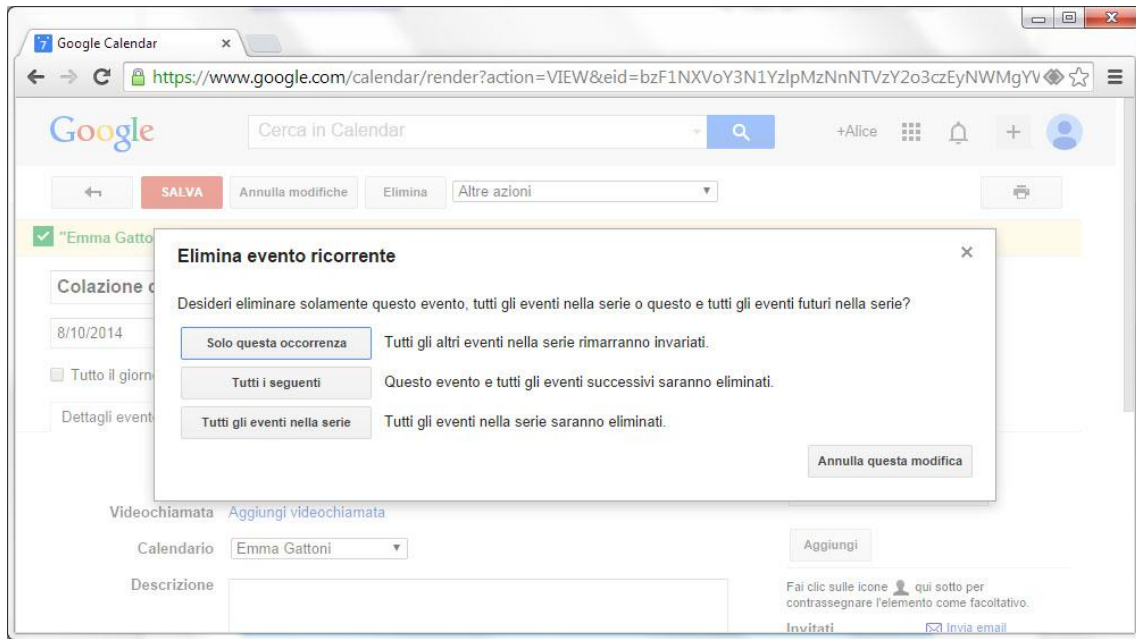 Google Calendar
https://www.google.com/calendar/render?action=VIEW&eid=bzF1NXVoY3N1YzlpMzNnNTVzY2o3czEyNWMgYV
Google
Cerca in Calendar
+Alice
SALVA Annulla modifiche Elimina Altre azioni
"Emma Gatto
Elimina evento ricorrente
Colazione
Desideri eliminare solamente questo evento, tutti gli eventi nella serie o questo e tutti gli eventi futuri nella serie?
8/10/2014
Solo questa occorrenza Tutti gli altri eventi nella serie rimarranno invariati.
Tutto il giorn
Tutti i seguenti Questo evento e tutti gli eventi successivi saranno eliminati.
Dettagli event
Tutti gli eventi nella serie Tutti gli eventi nella serie saranno eliminati.
Annulla questa modifica
Videochiamata Aggiungi videochiamata
Calendario Emma Gattoni
Aggiungi
Descrizione
Fai clic sulle icone qui sotto per
contrassegnare l'elemento come facoltativo.
Invitati Invia email